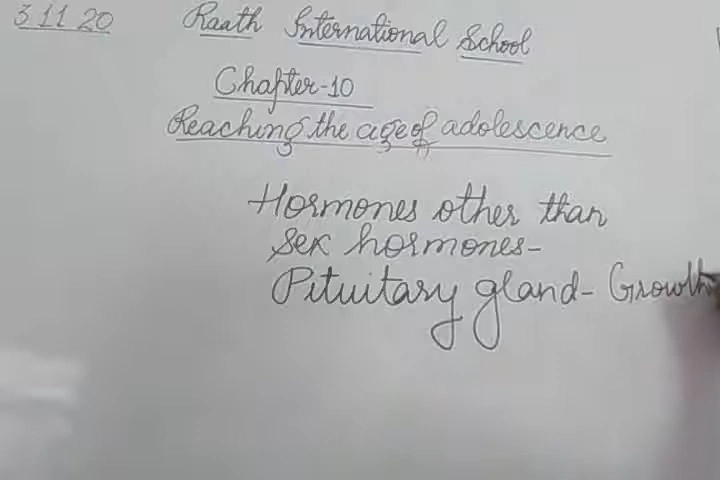 3 11 20
Raath International School
Chapter-10
Reaching the age of adolescence
Hormones other than
sex hormones-
Pituitary gland- Growth